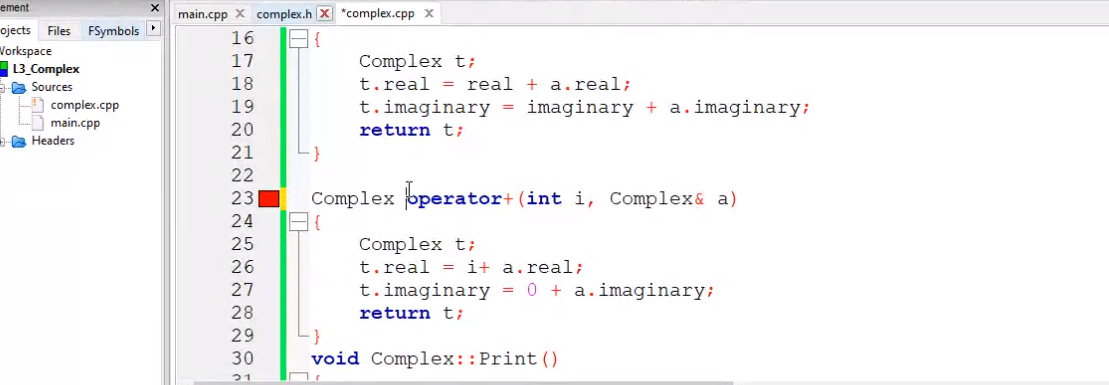 ement
main.cpp complex.h *complex.cpp
ojects Files FSymbols
Workspace
L3_Complex
Sources
complex.cpp
main.cpp
Headers
16 {
17 Complex t;
18 t.real = real + a.real;
19 t.imaginary = imaginary + a.imaginary;
20 return t;
21 }
22
23 Complex operator+(int i, Complex& a)
24 {
25 Complex t;
26 t.real = i+ a.real;
27 t.imaginary = 0 + a.imaginary;
28 return t;
29 }
30 void Complex::Print()
31 {